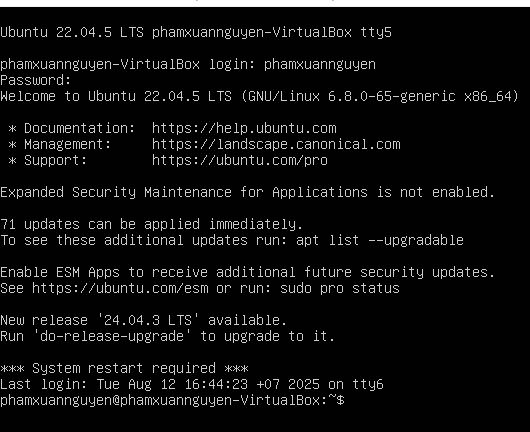 Ubuntu 22.04.5 LTS phamxuannguyen-VirtualBox tty5
phamxuannguyen-VirtualBox login: phamxuannguyen
Password:
Welcome to Ubuntu 22.04.5 LTS (GNU/Linux 6.8.0-65-generic x86_64)
* Documentation:  https://help.ubuntu.com
* Management:     https://landscape.canonical.com
* Support:        https://ubuntu.com/pro
Expanded Security Maintenance for Applications is not enabled.
71 updates can be applied immediately.
To see these additional updates run: apt list --upgradable
Enable ESM Apps to receive additional future security updates.
See https://ubuntu.com/esm or run: sudo pro status
New release '24.04.3 LTS' available.
Run 'do-release-upgrade' to upgrade to it.
*** System restart required ***
Last login: Tue Aug 12 16:44:23 +07 2025 on tty6
phamxuannguyen@phamxuannguyen-VirtualBox:~$